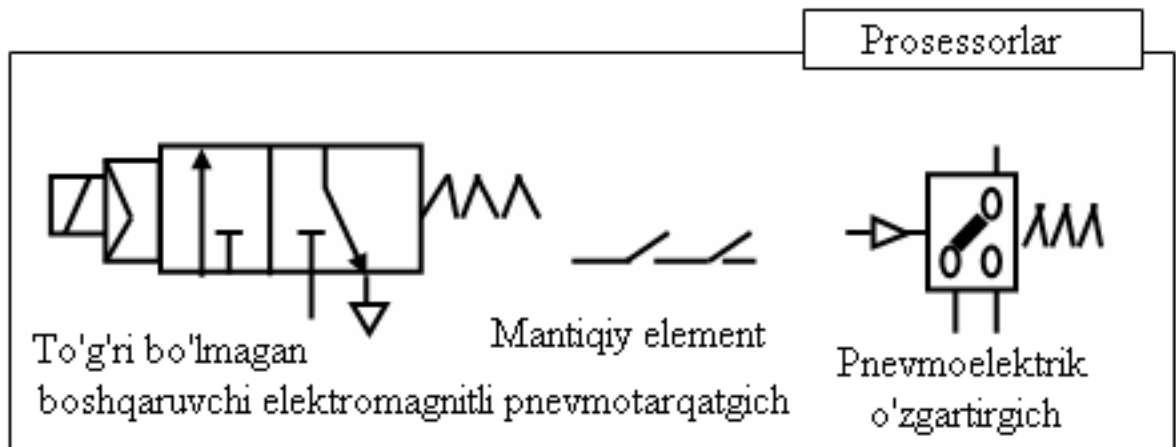 Prosessorlar
To'g'ri bo'lmagan
boshqaruvchi elektromagnitli pnevmotarqatgich
Mantiqiy element
Pnevmoelektrik
o'zgartirgich